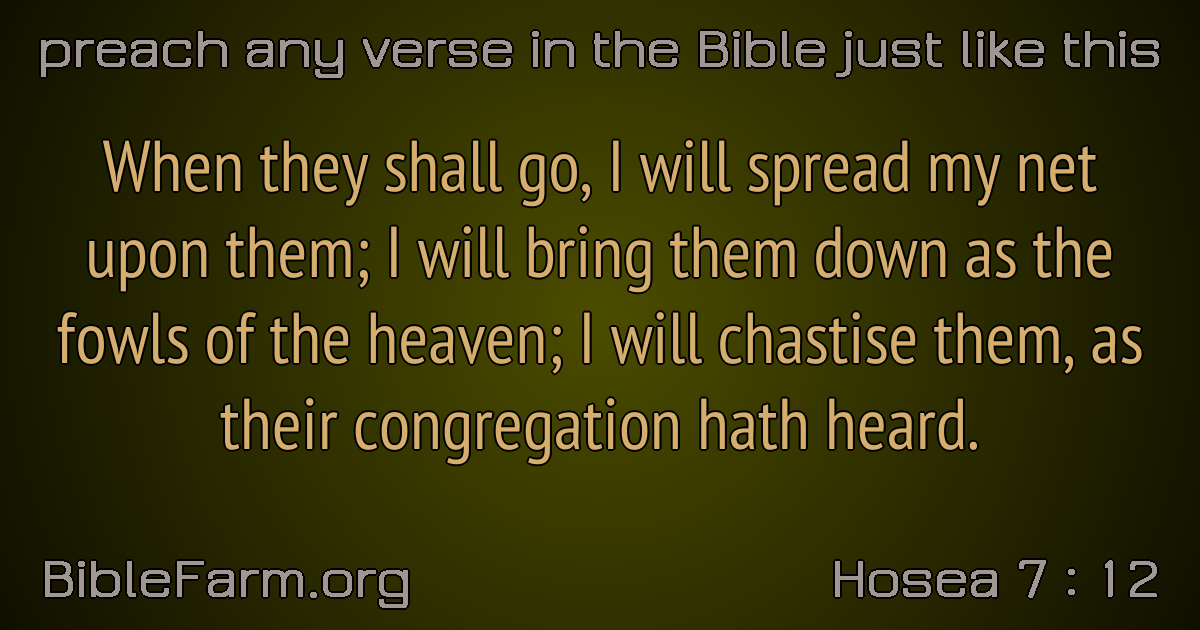 preach any verse in the Bible just like this
When they shall go, I will spread my net
upon them; I will bring them down as the
fowls of the heaven; I will chastise them, as
their congregation hath heard.
BibleFarm.org
Hosea 7 : 12